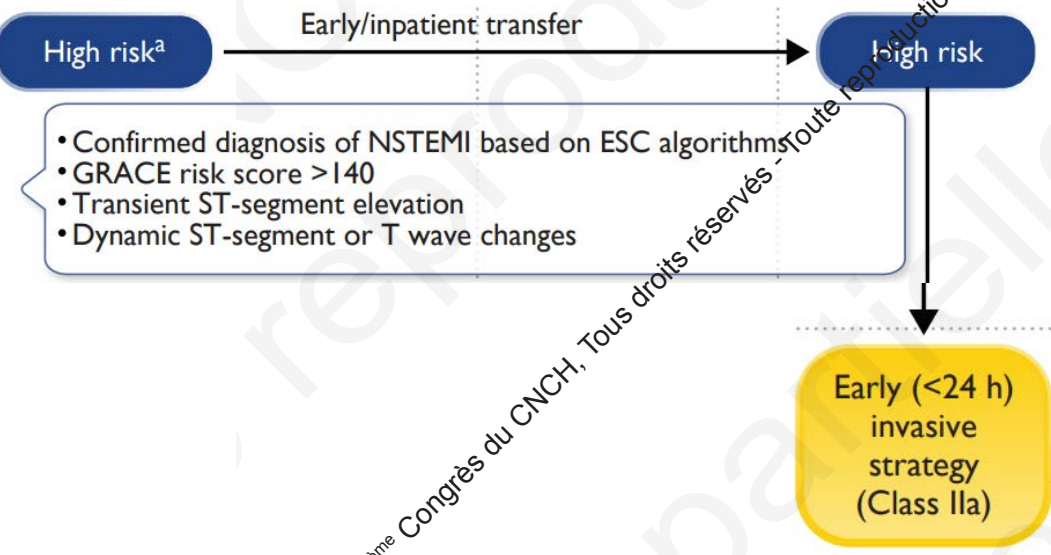 Early/inpatient transfer
High riskᵃ
High risk
• Confirmed diagnosis of NSTEMI based on ESC algorithms
• GRACE risk score >140
• Transient ST-segment elevation
• Dynamic ST-segment or T wave changes
Early (<24 h)
invasive
strategy
(Class IIa)
ème Congrès du CNCH, Tous droits réservés - Toute reproduction